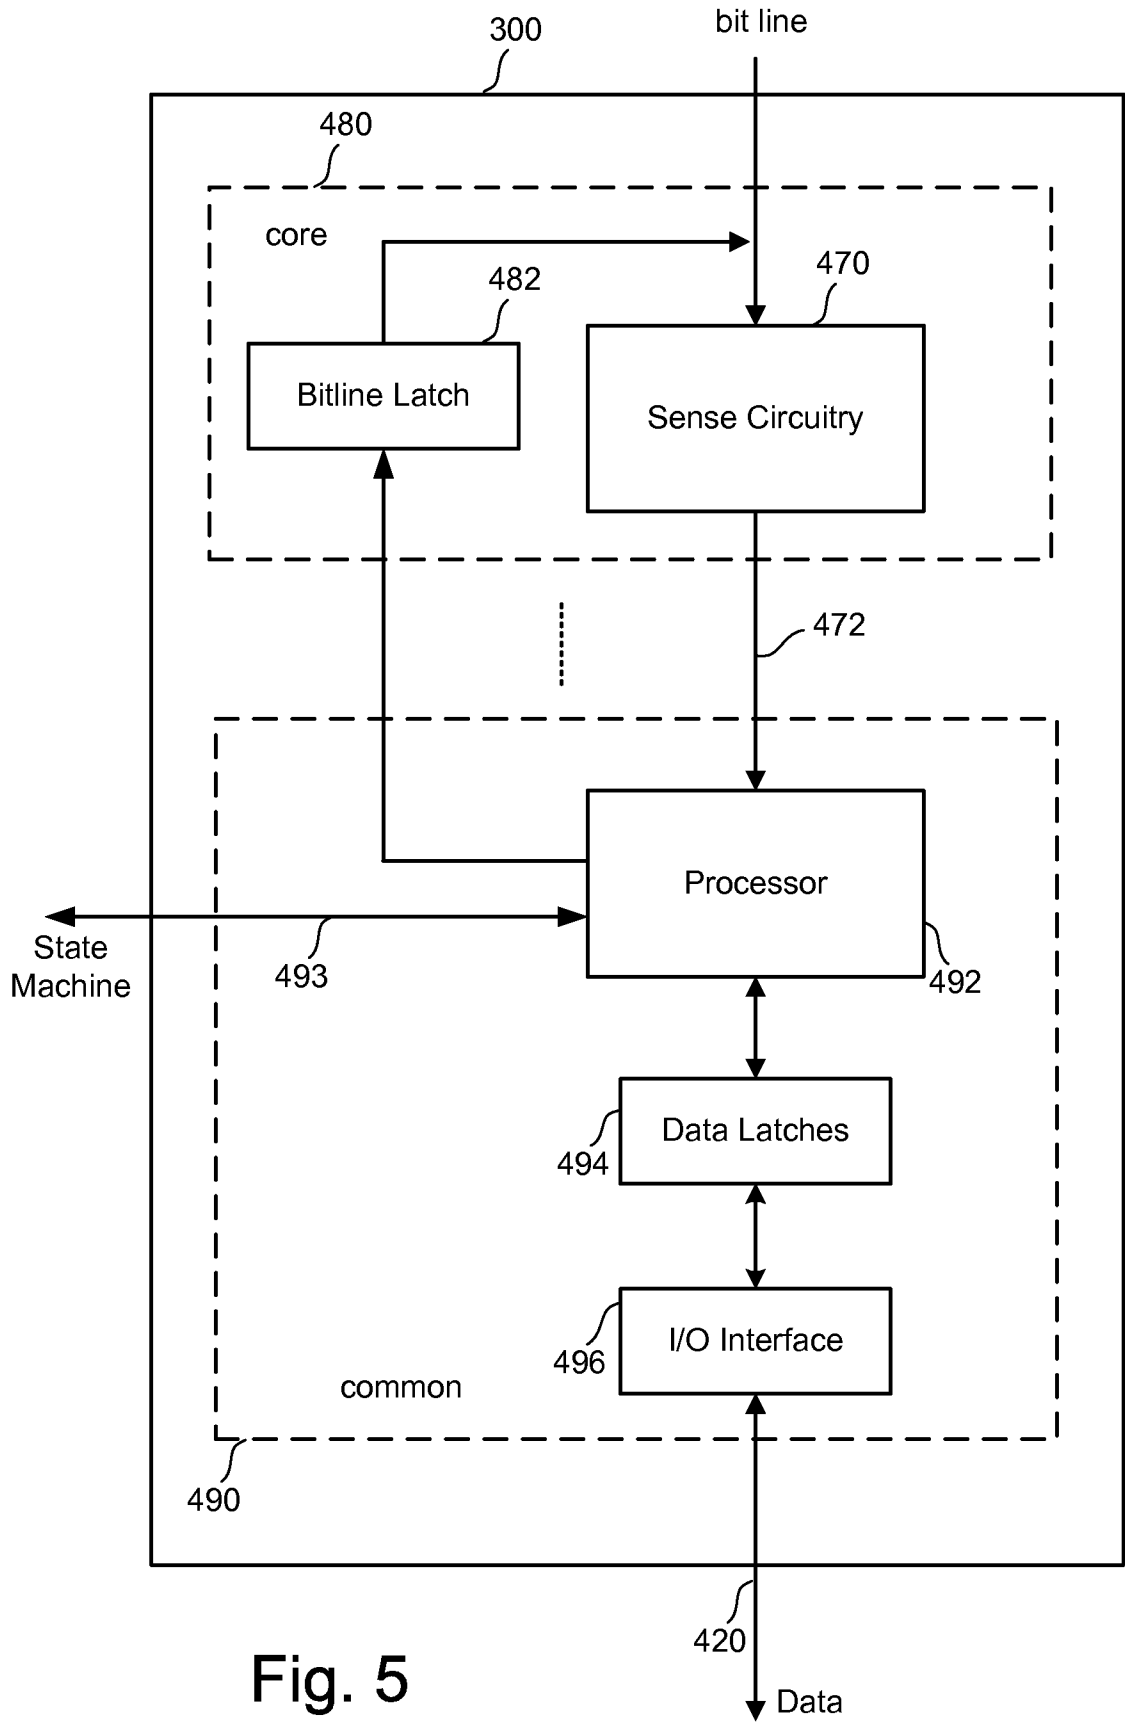 bit line
300
480
core
470
482
Bitline Latch
Sense Circuitry
472
Processor
State
Machine
493
492
Data Latches
494
I/O Interface
496
common
490
420
Fig. 5
Data